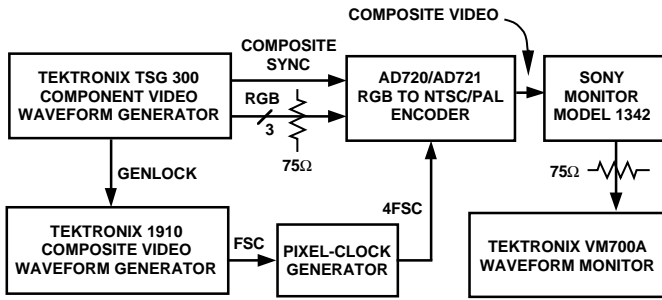 COMPOSITE VIDEO
COMPOSITE
SYNC
TEKTRONIX TSG 300
COMPONENT VIDEO
WAVEFORM GENERATOR
RGB
3
75Ω
AD720/AD721
RGB TO NTSC/PAL
ENCODER
SONY
MONITOR
MODEL 1342
GENLOCK
75Ω
4FSC
TEKTRONIX 1910
COMPOSITE VIDEO
WAVEFORM GENERATOR
FSC
PIXEL-CLOCK
GENERATOR
TEKTRONIX VM700A
WAVEFORM MONITOR